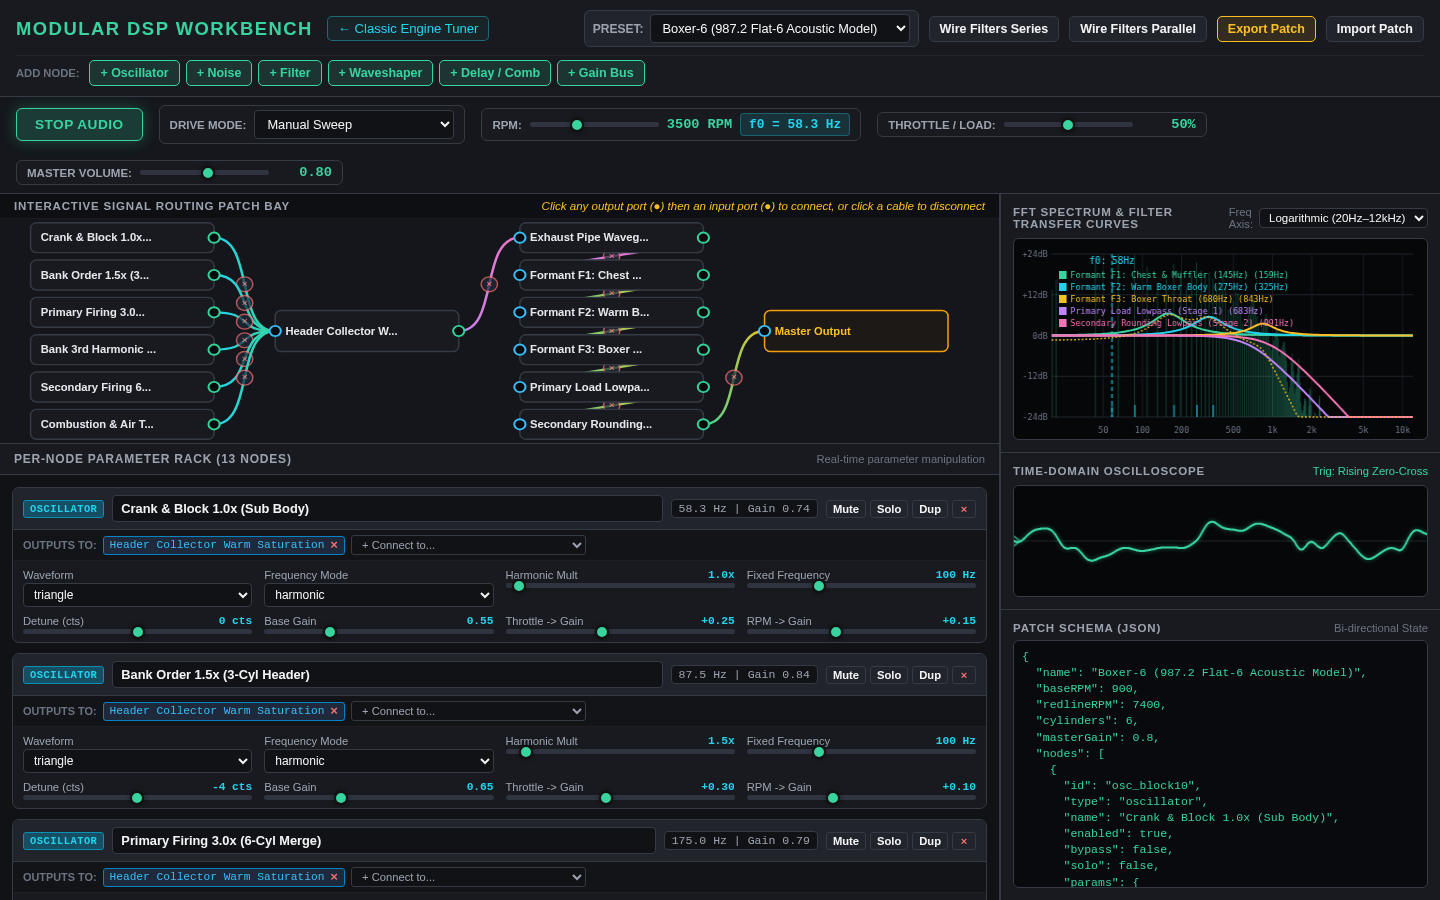 MODULAR DSP WORKBENCH
← Classic Engine Tuner
PRESET: Boxer-6 (987.2 Flat-6 Acoustic Model)
Wire Filters Series
Wire Filters Parallel
Export Patch
Import Patch
ADD NODE:
+ Oscillator
+ Noise
+ Filter
+ Waveshaper
+ Delay / Comb
+ Gain Bus
STOP AUDIO
DRIVE MODE: Manual Sweep
RPM: 3500 RPM f0 = 58.3 Hz
THROTTLE / LOAD: 50%
MASTER VOLUME: 0.80
INTERACTIVE SIGNAL ROUTING PATCH BAY
Click any output port (●) then an input port (●) to connect, or click a cable to disconnect
Crank & Block 1.0x...
Bank Order 1.5x (3...
Primary Firing 3.0...
Bank 3rd Harmonic ...
Secondary Firing 6...
Combustion & Air T...
Header Collector W...
Exhaust Pipe Waveg...
Formant F1: Chest ...
Formant F2: Warm B...
Formant F3: Boxer ...
Primary Load Lowpa...
Secondary Rounding...
Master Output
PER-NODE PARAMETER RACK (13 NODES)
Real-time parameter manipulation
OSCILLATOR Crank & Block 1.0x (Sub Body) 58.3 Hz | Gain 0.74 Mute Solo Dup ×
OUTPUTS TO: Header Collector Warm Saturation × + Connect to...
Waveform Frequency Mode Harmonic Mult 1.0x Fixed Frequency 100 Hz
triangle harmonic
Detune (cts) 0 cts Base Gain 0.55 Throttle -> Gain +0.25 RPM -> Gain +0.15
OSCILLATOR Bank Order 1.5x (3-Cyl Header) 87.5 Hz | Gain 0.84 Mute Solo Dup ×
OUTPUTS TO: Header Collector Warm Saturation × + Connect to...
Waveform Frequency Mode Harmonic Mult 1.5x Fixed Frequency 100 Hz
triangle harmonic
Detune (cts) -4 cts Base Gain 0.65 Throttle -> Gain +0.30 RPM -> Gain +0.10
OSCILLATOR Primary Firing 3.0x (6-Cyl Merge) 175.0 Hz | Gain 0.79 Mute Solo Dup ×
OUTPUTS TO: Header Collector Warm Saturation × + Connect to...
FFT SPECTRUM & FILTER
TRANSFER CURVES
Freq
Axis:
Logarithmic (20Hz–12kHz)
+24dB
+12dB
0dB
-12dB
-24dB
f0: 58Hz
Formant F1: Chest & Muffler (145Hz) (159Hz)
Formant F2: Warm Boxer Body (275Hz) (325Hz)
Formant F3: Boxer Throat (680Hz) (843Hz)
Primary Load Lowpass (Stage 1) (683Hz)
Secondary Rounding Lowpass (Stage 2) (891Hz)
50 100 200 500 1k 2k 5k 10k
TIME-DOMAIN OSCILLOSCOPE
Trig: Rising Zero-Cross
PATCH SCHEMA (JSON)
Bi-directional State
{
"name": "Boxer-6 (987.2 Flat-6 Acoustic Model)",
"baseRPM": 900,
"redlineRPM": 7400,
"cylinders": 6,
"masterGain": 0.8,
"nodes": [
{
"id": "osc_block10",
"type": "oscillator",
"name": "Crank & Block 1.0x (Sub Body)",
"enabled": true,
"bypass": false,
"solo": false,
"params": {